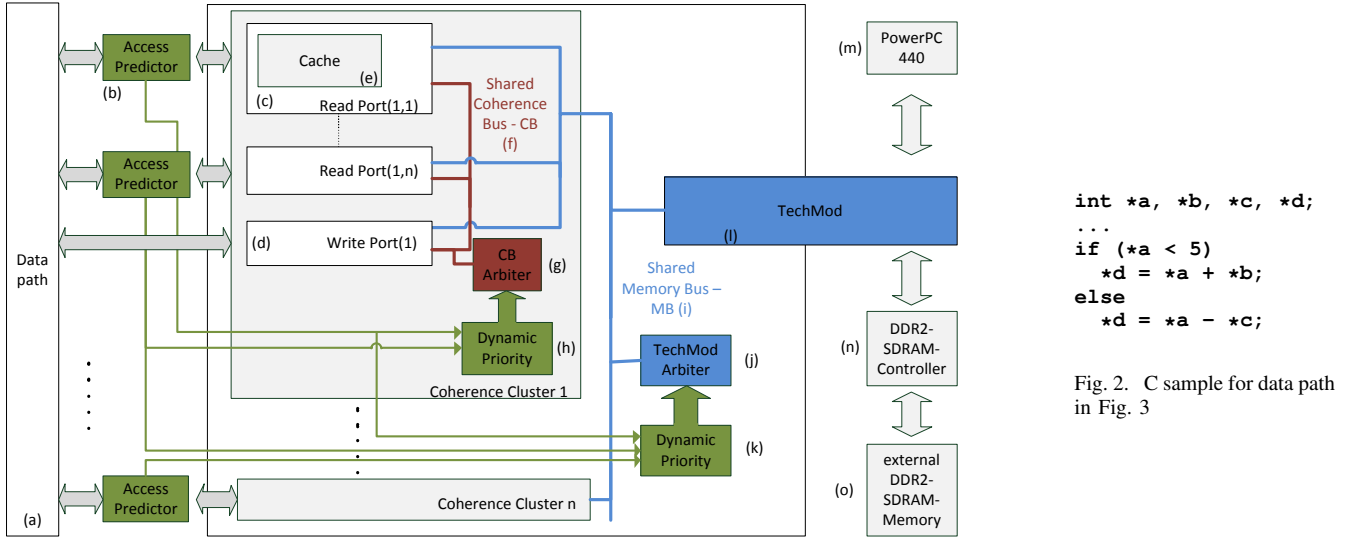 Data
path
(a)
Access
Predictor
(b)
Access
Predictor
Access
Predictor
Cache
(e)
(c)
Read Port(1,1)
Read Port(1,n)
(d)
Write Port(1)
Shared
Coherence
Bus - CB
(f)
CB
Arbiter
(g)
Dynamic
Priority
(h)
Coherence Cluster 1
Shared
Memory Bus –
MB (i)
TechMod
Arbiter
(j)
Dynamic
Priority
(k)
Coherence Cluster n
TechMod
(l)
(m)
PowerPC
440
(n)
DDR2-
SDRAM-
Controller
(o)
external
DDR2-
SDRAM-
Memory
int *a, *b, *c, *d;
...
if (*a < 5)
*d = *a + *b;
else
*d = *a - *c;
Fig. 2. C sample for data path
in Fig. 3